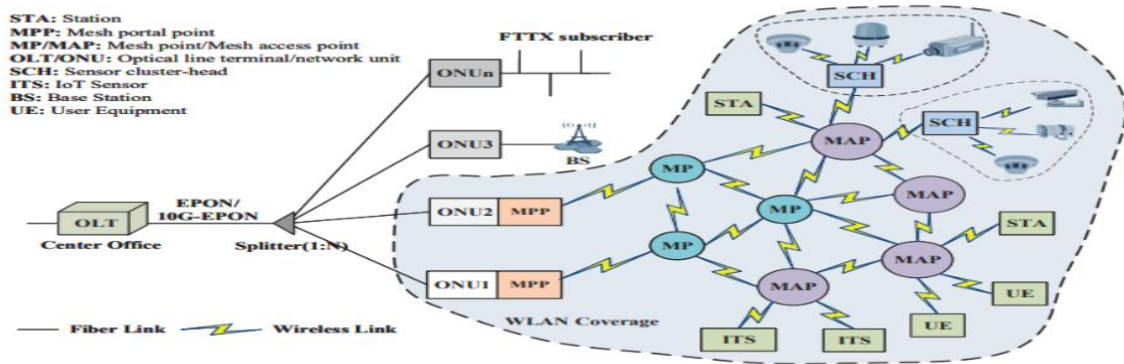 STA: Station
MPP: Mesh portal point
MP/MAP: Mesh point/Mesh access point
OLT/ONU: Optical line terminal/network unit
SCH: Sensor cluster-head
ITS: IoT Sensor
BS: Base Station
UE: User Equipment
FTTX subscriber
ONUn
ONU3
BS
ONU2 MPP
ONU1 MPP
OLT
Center Office
EPON/
10G-EPON
Splitter(1:N)
SCH
STA
SCH
MAP
MP
MAP
MP
STA
MP
MAP
MAP
UE
UE
ITS
ITS
WLAN Coverage
Fiber Link
Wireless Link